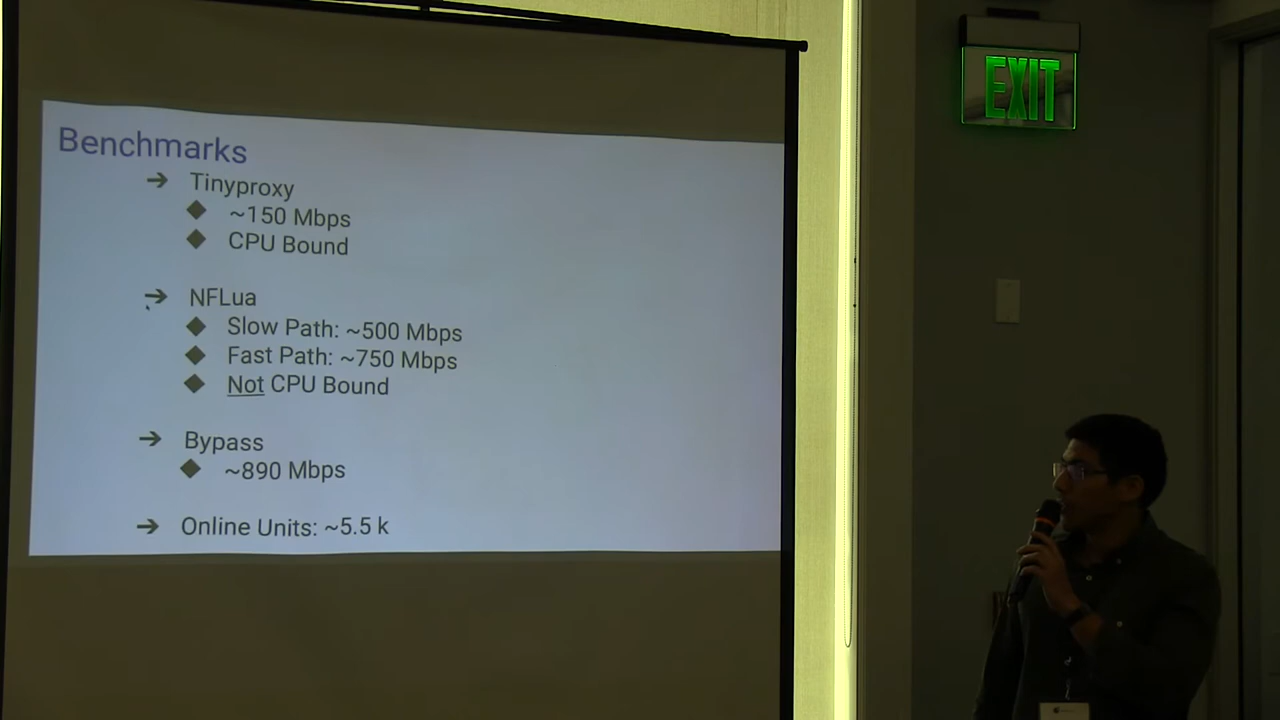 Benchmarks
➔ Tinyproxy
◆ ~150 Mbps
◆ CPU Bound
➔ NFLua
◆ Slow Path: ~500 Mbps
◆ Fast Path: ~750 Mbps
◆ Not CPU Bound
➔ Bypass
◆ ~890 Mbps
➔ Online Units: ~5.5 k
EXIT